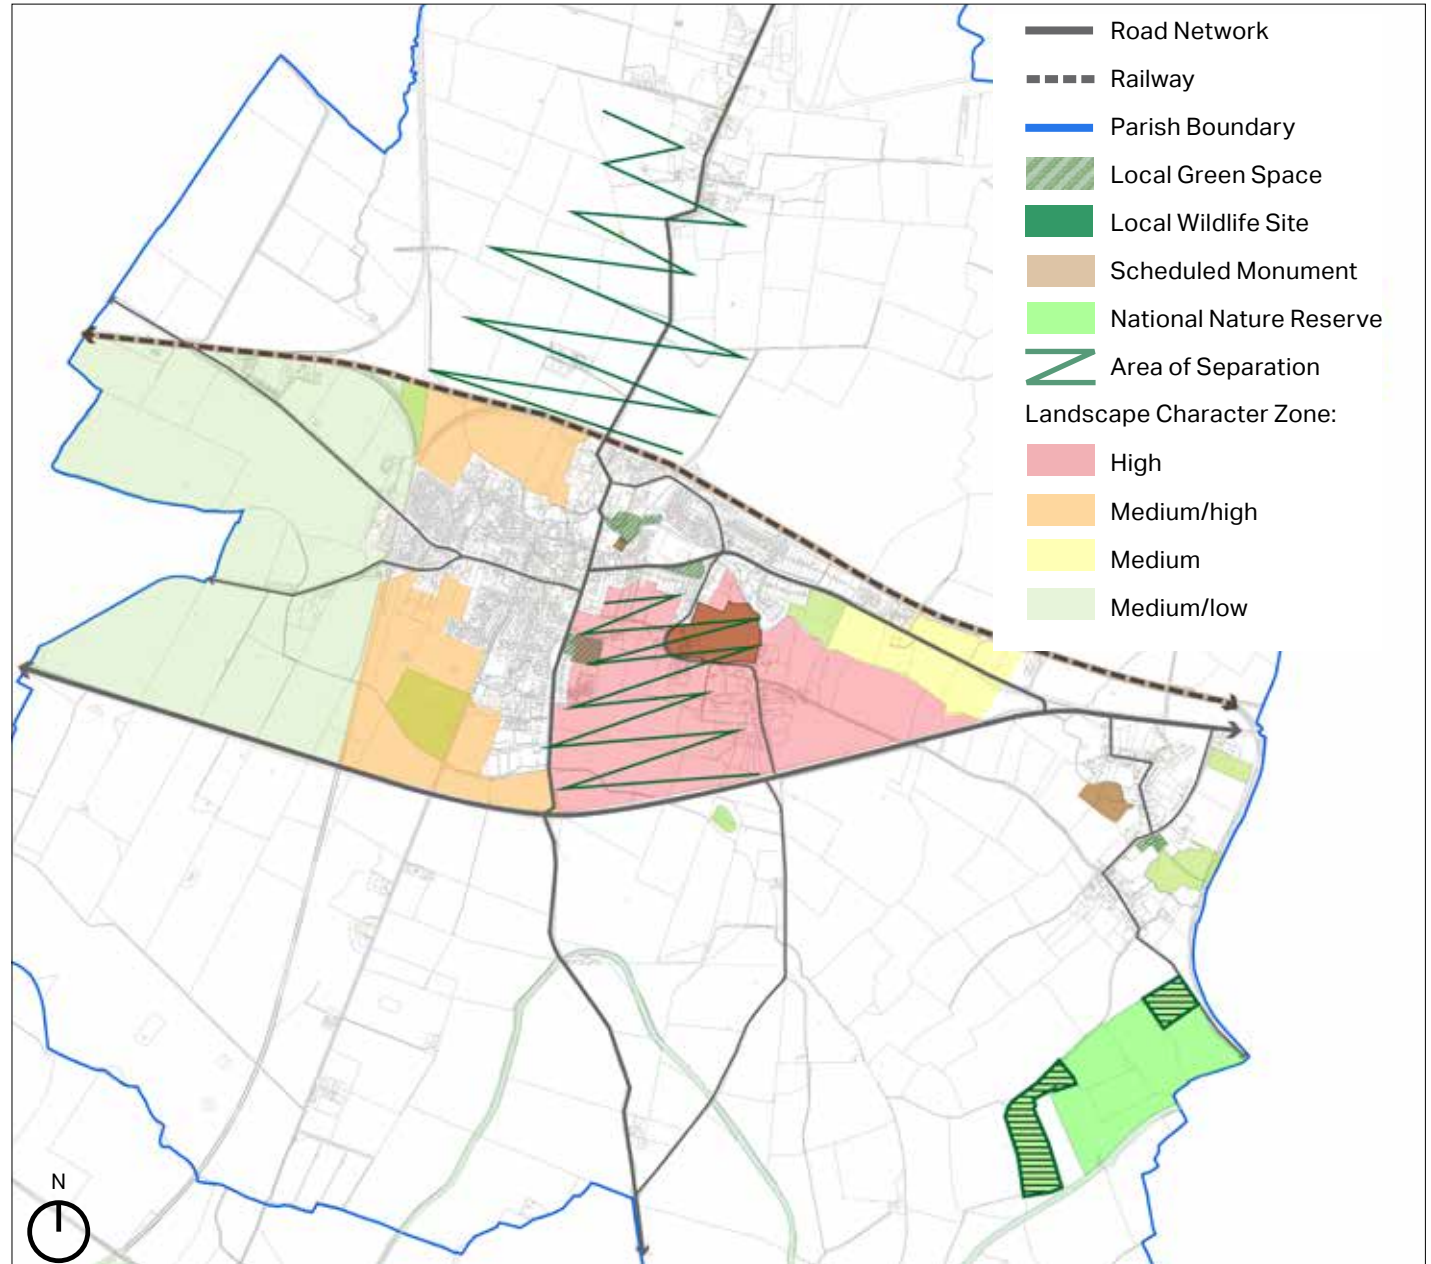 Road Network
Railway
Parish Boundary
Local Green Space
Local Wildlife Site
Scheduled Monument
National Nature Reserve
Area of Separation
Landscape Character Zone:
High
Medium/high
Medium
Medium/low
N